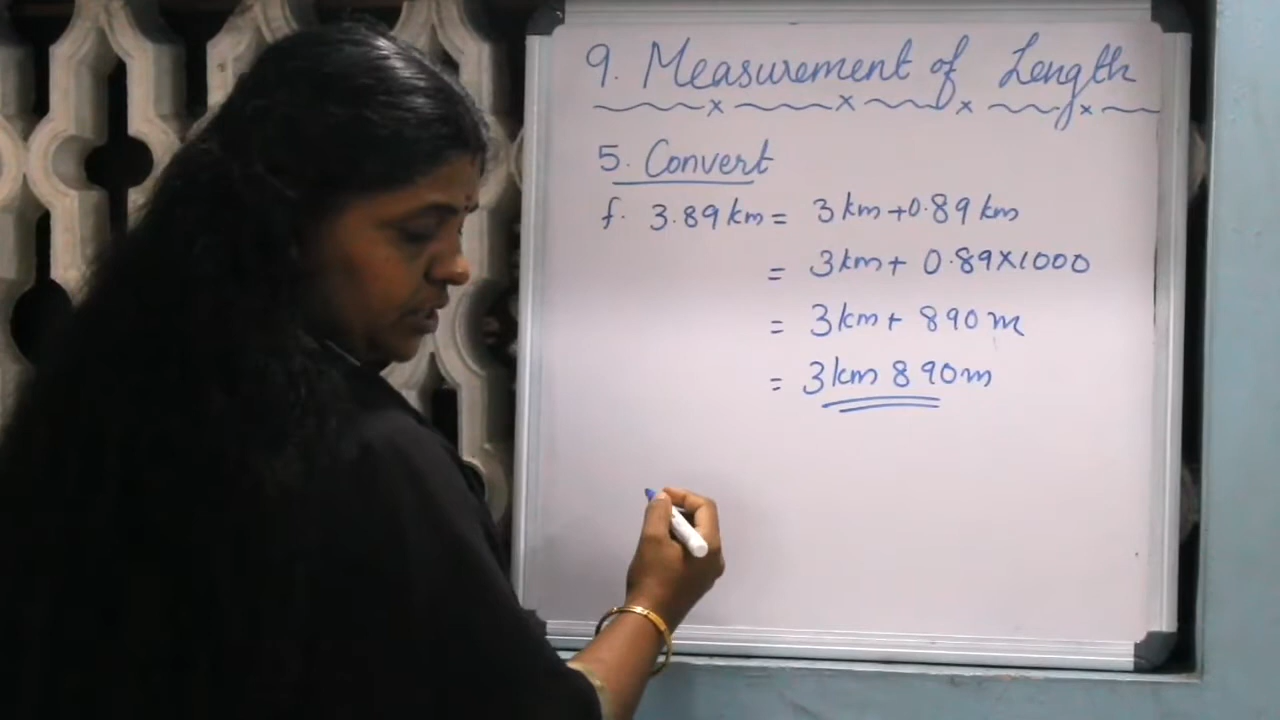 9. Measurement of Length
5. Convert
f. 3.89 km = 3 km + 0.89 km
= 3 km + 0.89 x 1000
= 3 km + 890 m
= 3 km 890 m